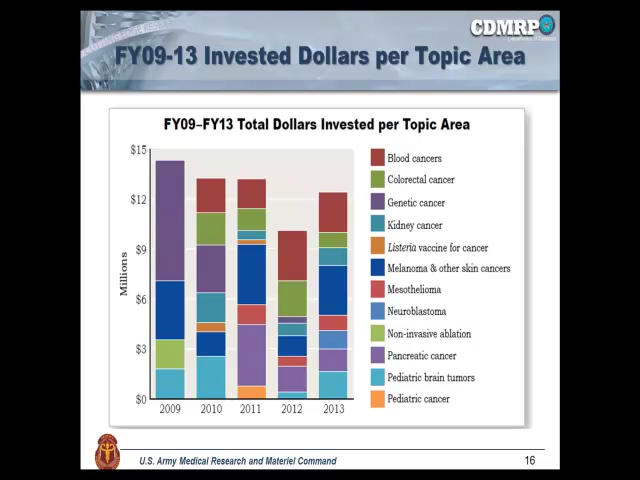 CDMRP
FY09-13 Invested Dollars per Topic Area
FY09–FY13 Total Dollars Invested per Topic Area
$15
$12
$9
$6
$3
$0
Millions
2009
2010
2011
2012
2013
Blood cancers
Colorectal cancer
Genetic cancer
Kidney cancer
Listeria vaccine for cancer
Melanoma & other skin cancers
Mesothelioma
Neuroblastoma
Non-invasive ablation
Pancreatic cancer
Pediatric brain tumors
Pediatric cancer
U.S. Army Medical Research and Materiel Command
16